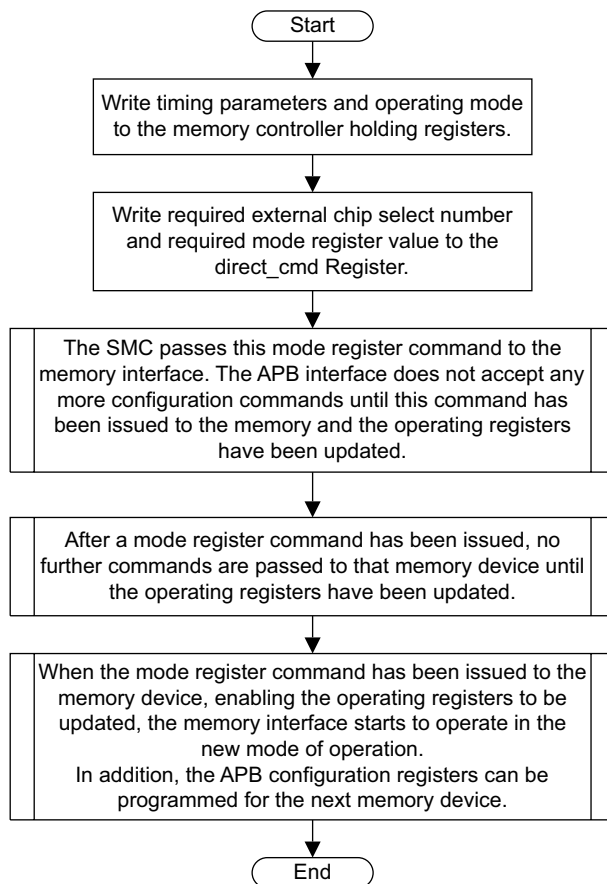 Start
Write timing parameters and operating mode
to the memory controller holding registers.
Write required external chip select number
and required mode register value to the
direct_cmd Register.
The SMC passes this mode register command to the
memory interface. The APB interface does not accept any
more configuration commands until this command has
been issued to the memory and the operating registers
have been updated.
After a mode register command has been issued, no
further commands are passed to that memory device until
the operating registers have been updated.
When the mode register command has been issued to the
memory device, enabling the operating registers to be
updated, the memory interface starts to operate in the
new mode of operation.
In addition, the APB configuration registers can be
programmed for the next memory device.
End